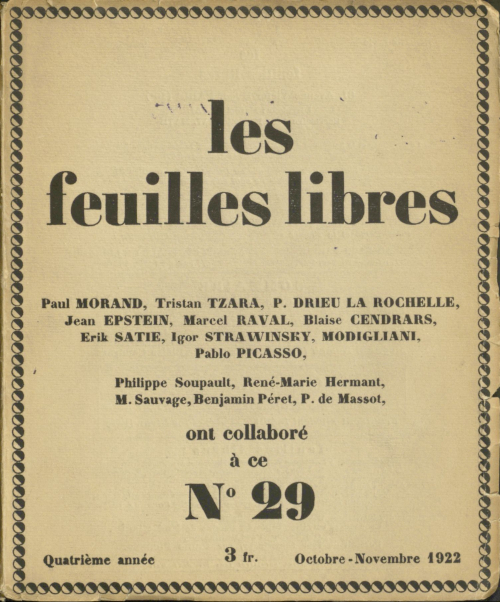 les
feuilles libres
Paul MORAND, Tristan TZARA, P. DRIEU LA ROCHELLE,
Jean EPSTEIN, Marcel RAVAL, Blaise CENDRARS,
Erik SATIE, Igor STRAWINSKY, MODIGLIANI,
Pablo PICASSO,
Philippe Soupault, René-Marie Hermant,
M. Sauvage, Benjamin Péret, P. de Massot,
ont collaboré
à ce
N° 29
Quatrième année 3 fr. Octobre-Novembre 1922